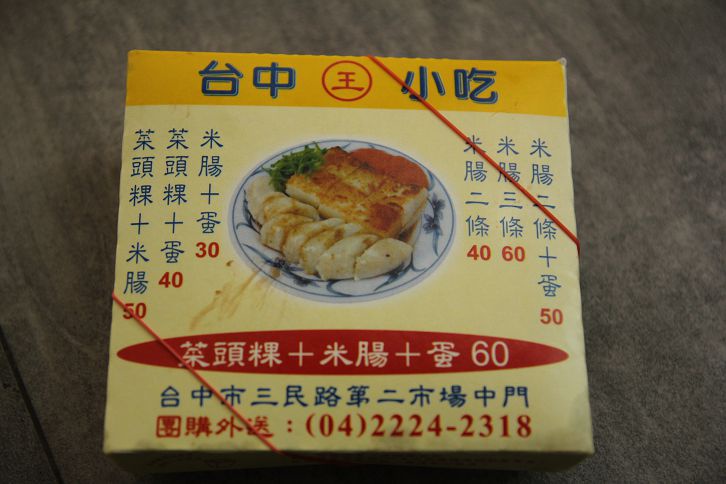 台中 王 小吃
米腸二條+蛋 50
米腸三條 60
米腸二條 40
米腸+蛋 30
菜頭粿+蛋 40
菜頭粿+米腸 50
菜頭粿+米腸+蛋 60
台中市三民路第二市場中門
團購外送：(04)2224-2318